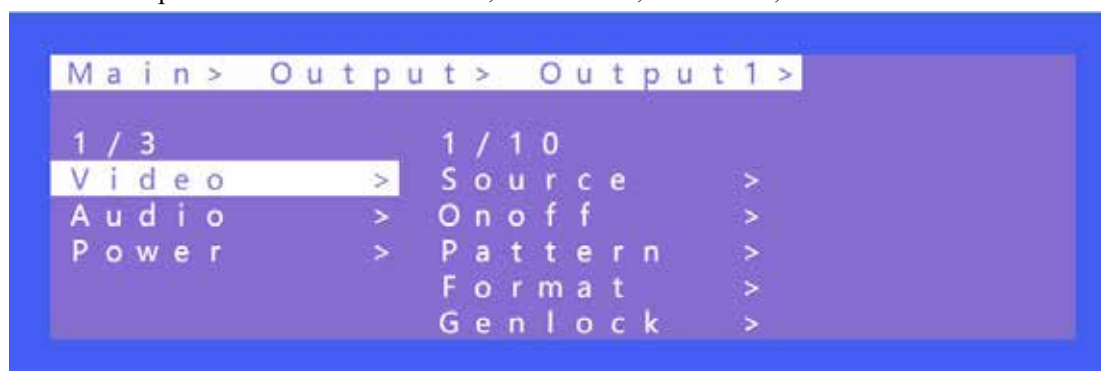 Main> Output> Output1>
1/3 1/10
Video > Source >
Audio > Onoff >
Power > Pattern >
Format >
Genlock >